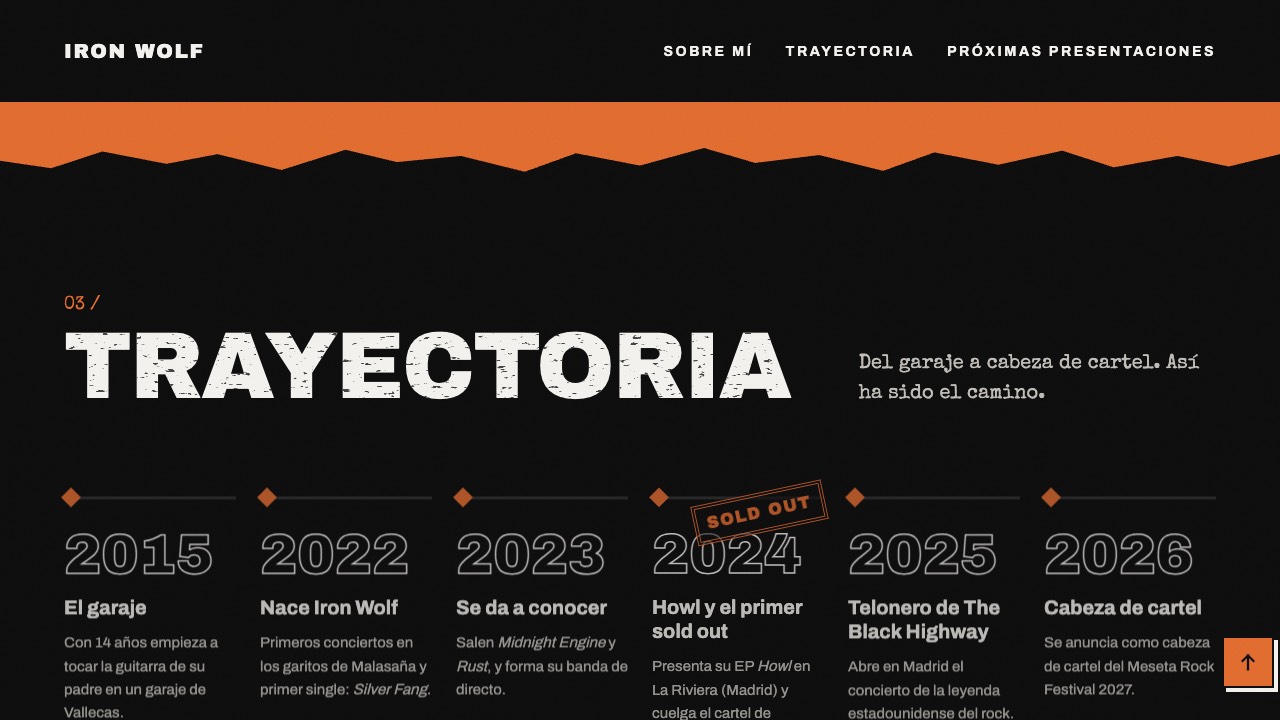 IRON WOLF
SOBRE MÍ
TRAYECTORIA
PRÓXIMAS PRESENTACIONES
03 /
TRAYECTORIA
Del garaje a cabeza de cartel. Así
ha sido el camino.
2015
El garaje
Con 14 años empieza a
tocar la guitarra de su
padre en un garaje de
Vallecas.
2022
Nace Iron Wolf
Primeros conciertos en
los garitos de Malasaña y
primer single: Silver Fang.
2023
Se da a conocer
Salen Midnight Engine y
Rust, y forma su banda de
directo.
SOLD OUT
2024
Howl y el primer
sold out
Presenta su EP Howl en
La Riviera (Madrid) y
cuelga el cartel de
2025
Telonero de The
Black Highway
Abre en Madrid el
concierto de la leyenda
estadounidense del rock.
2026
Cabeza de cartel
Se anuncia como cabeza
de cartel del Meseta Rock
Festival 2027.